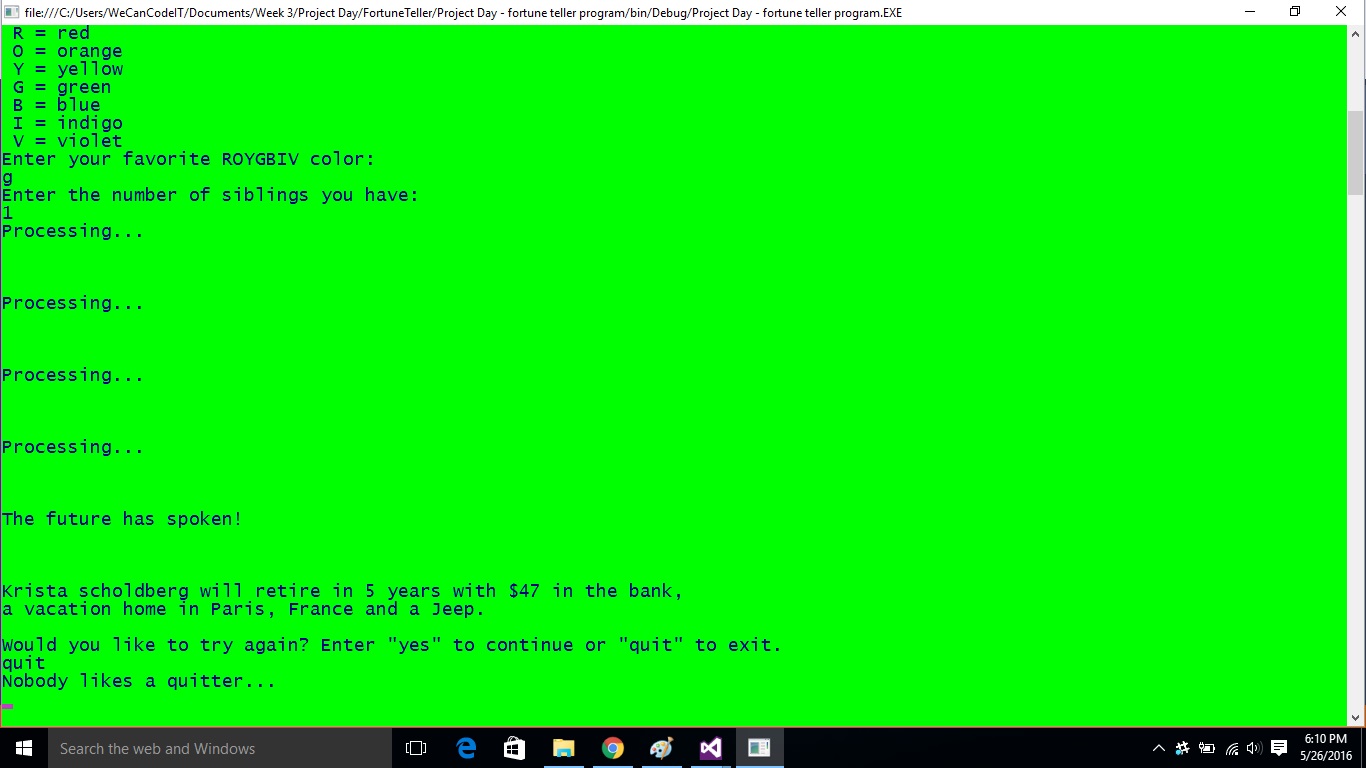 file:///C:/Users/WeCanCodeIT/Documents/Week 3/Project Day/FortuneTeller/Project Day - fortune teller program/bin/Debug/Project Day - fortune teller program.EXE
R = red
O = orange
Y = yellow
G = green
B = blue
I = indigo
V = violet
Enter your favorite ROYGBIV color:
g
Enter the number of siblings you have:
1
Processing...
Processing...
Processing...
Processing...
The future has spoken!
Krista scholdberg will retire in 5 years with $47 in the bank,
a vacation home in Paris, France and a Jeep.
Would you like to try again? Enter "yes" to continue or "quit" to exit.
quit
Nobody likes a quitter...
Search the web and Windows
6:10 PM
5/26/2016